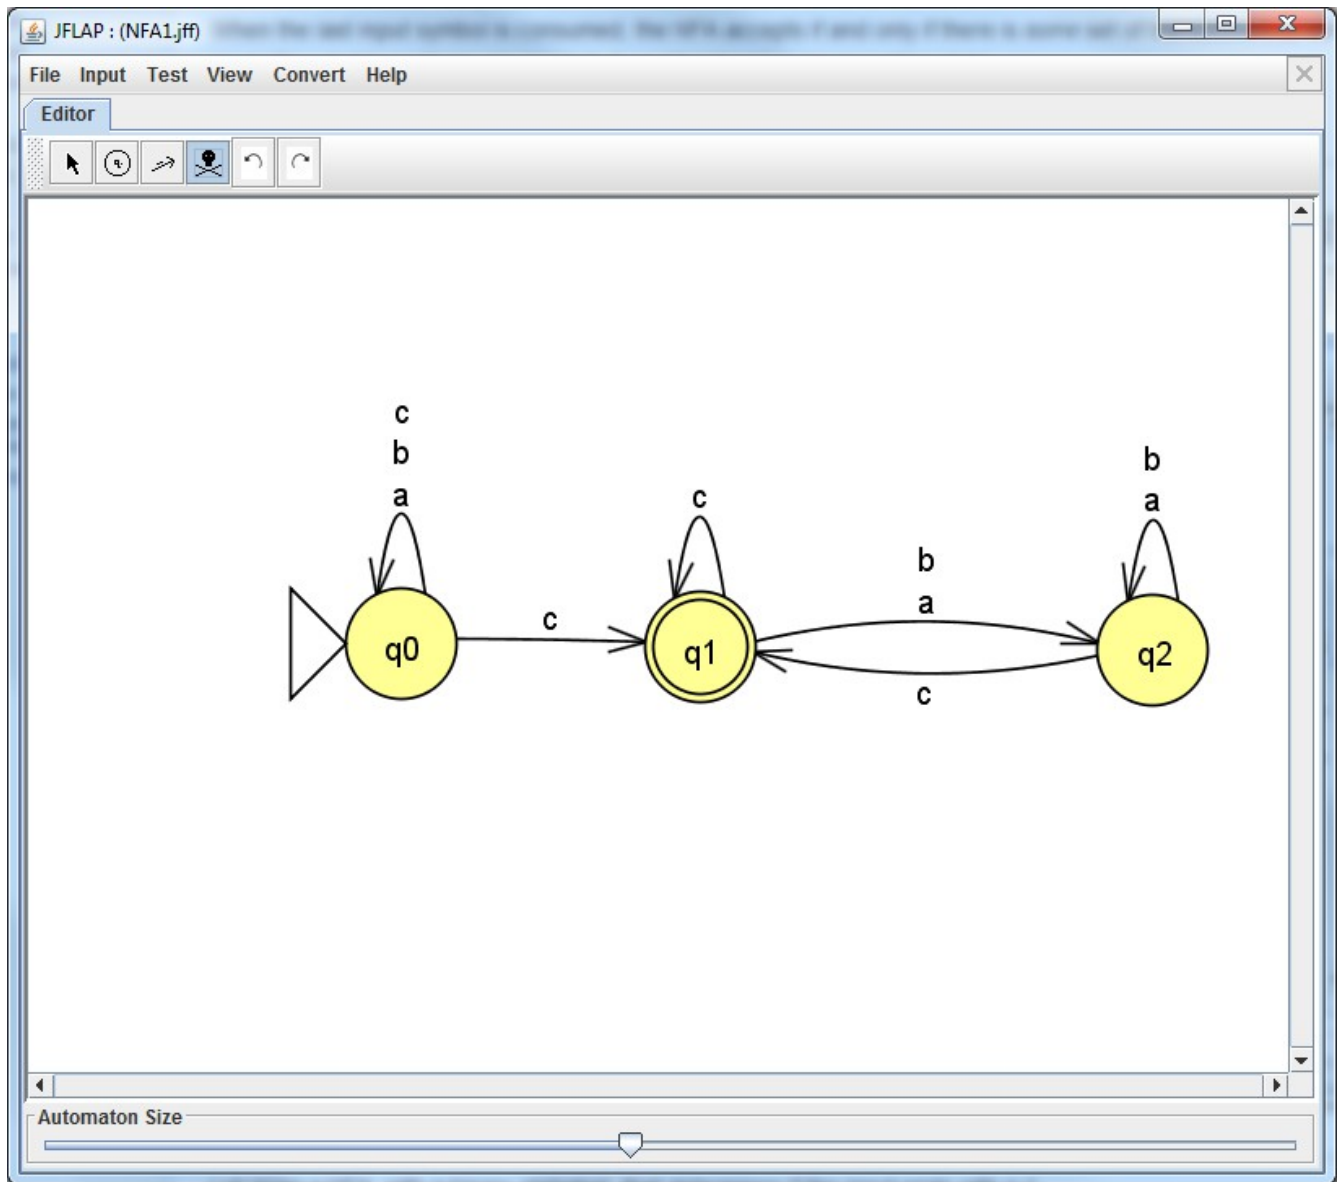 JFLAP : (NFA1.jff)
File Input Test View Convert Help
Editor
c
b
a
c
b
a
b
a
c
q0
q1
q2
c
Automaton Size